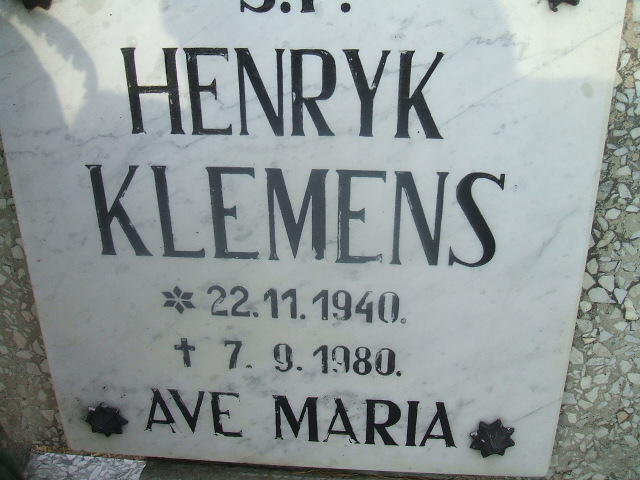 Ś.P.
HENRYK
KLEMENS
* 22.11.1940.
† 7. 9. 1980.
AVE MARIA